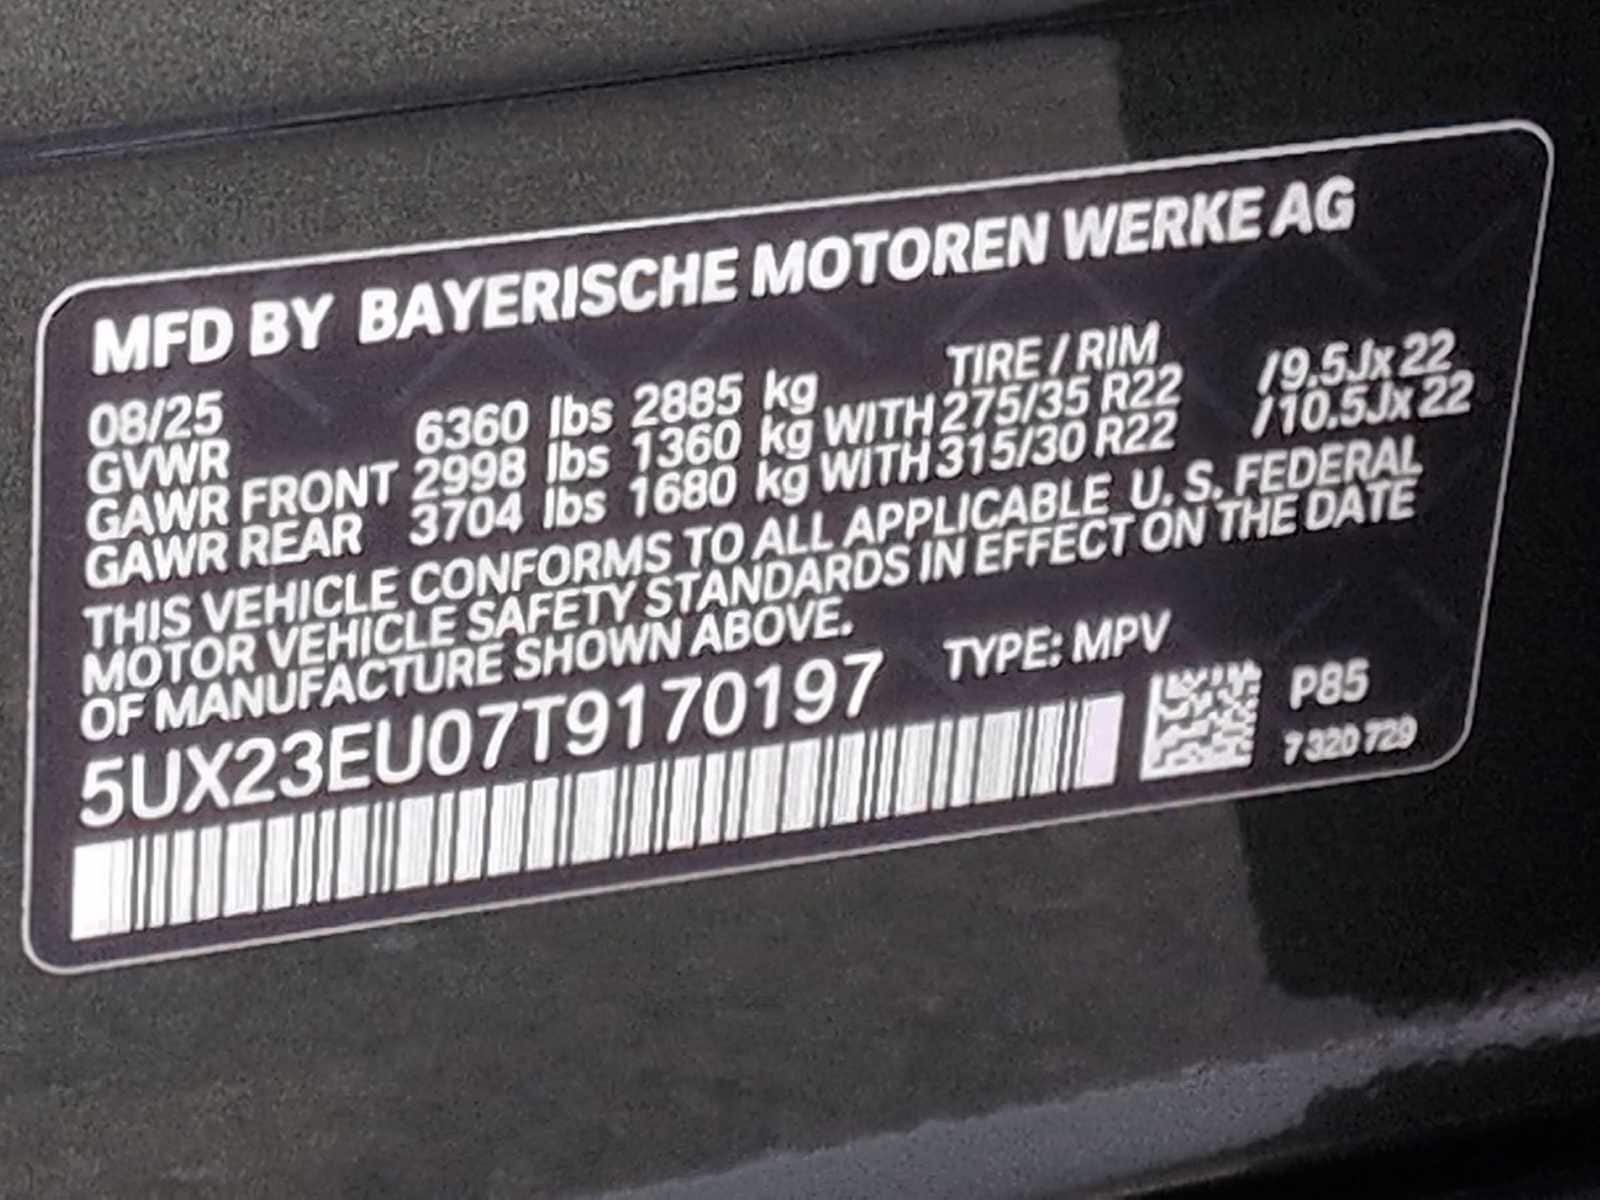 MFD BY BAYERISCHE MOTOREN WERKE AG
08/25 TIRE / RIM
GVWR 6360 lbs 2885 kg
GAWR FRONT 2998 lbs 1360 kg WITH 275/35 R22 /9.5Jx22
GAWR REAR 3704 lbs 1680 kg WITH 315/30 R22 /10.5Jx22
THIS VEHICLE CONFORMS TO ALL APPLICABLE U. S. FEDERAL
MOTOR VEHICLE SAFETY STANDARDS IN EFFECT ON THE DATE
OF MANUFACTURE SHOWN ABOVE.
5UX23EU07T9170197 TYPE: MPV
P85
7 320 729